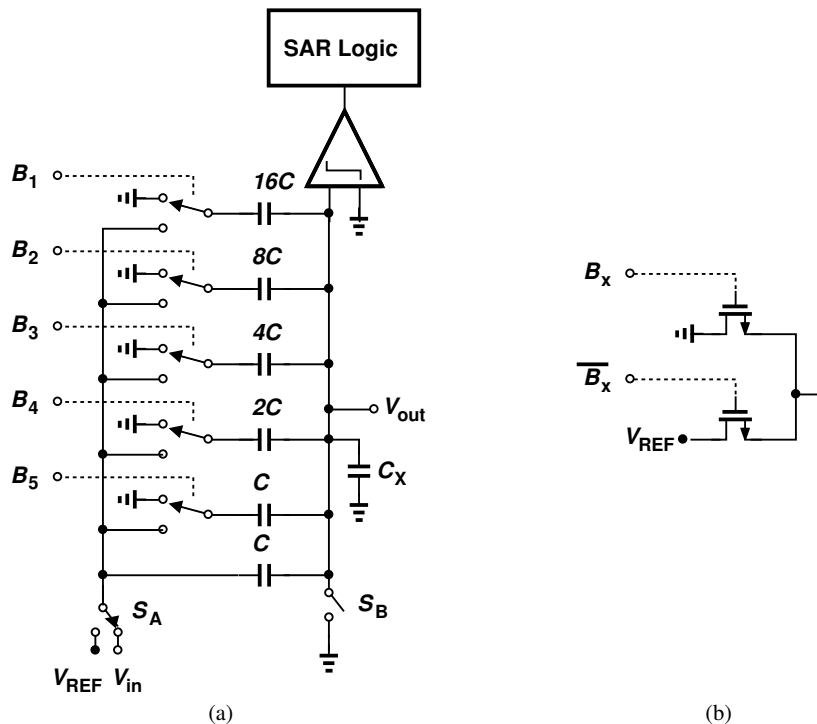 SAR Logic
B1
16C
B2
8C
B3
4C
B4
2C
Vout
CX
B5
C
C
SA
SB
VREF
Vin
(a)
Bx
Bx
VREF
(b)